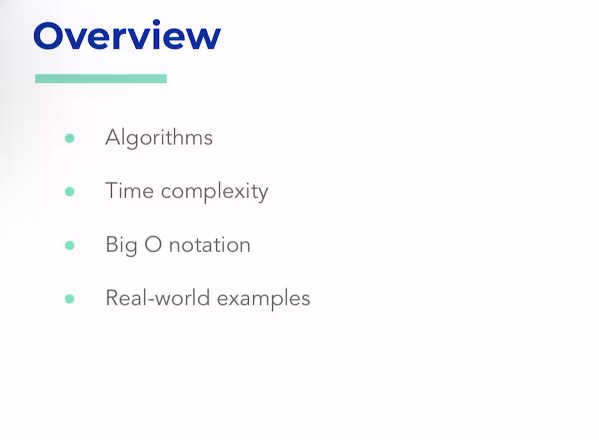 Overview
Algorithms
Time complexity
Big O notation
Real-world examples